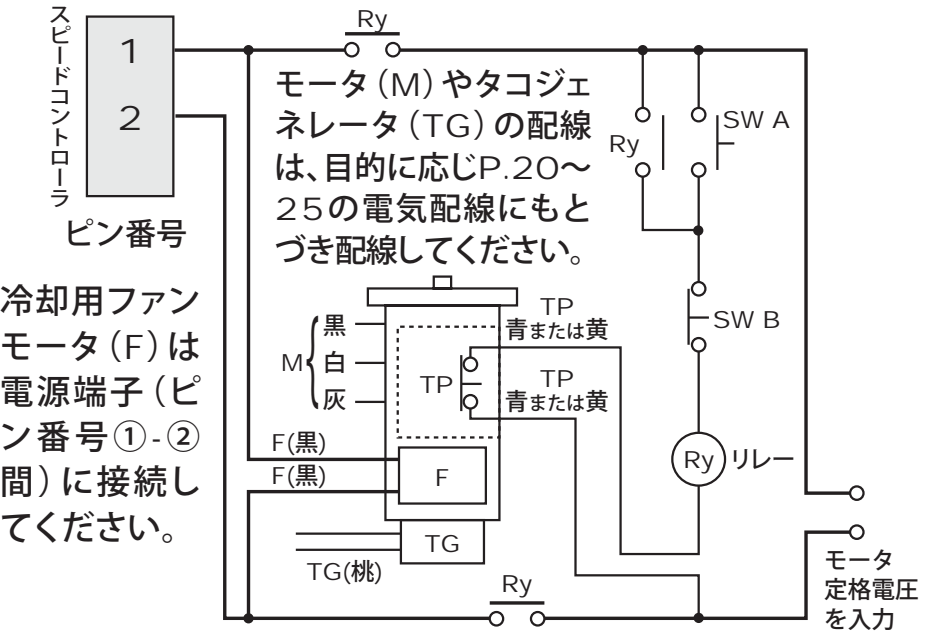 スピードコントローラ
1
2
ピン番号
Ry
モータ(M)やタコジェ
ネレータ(TG)の配線
は、目的に応じP.20～
25の電気配線にもと
づき配線してください。
Ry
SW A
SW B
Ry
リレー
冷却用ファン
モータ(F)は
電源端子(ピ
ン番号①-②
間)に接続し
てください。
M
黒
白
灰
TP
TP
青または黄
TP
青または黄
F(黒)
F(黒)
F
TG
TG(桃)
Ry
モータ
定格電圧
を入力